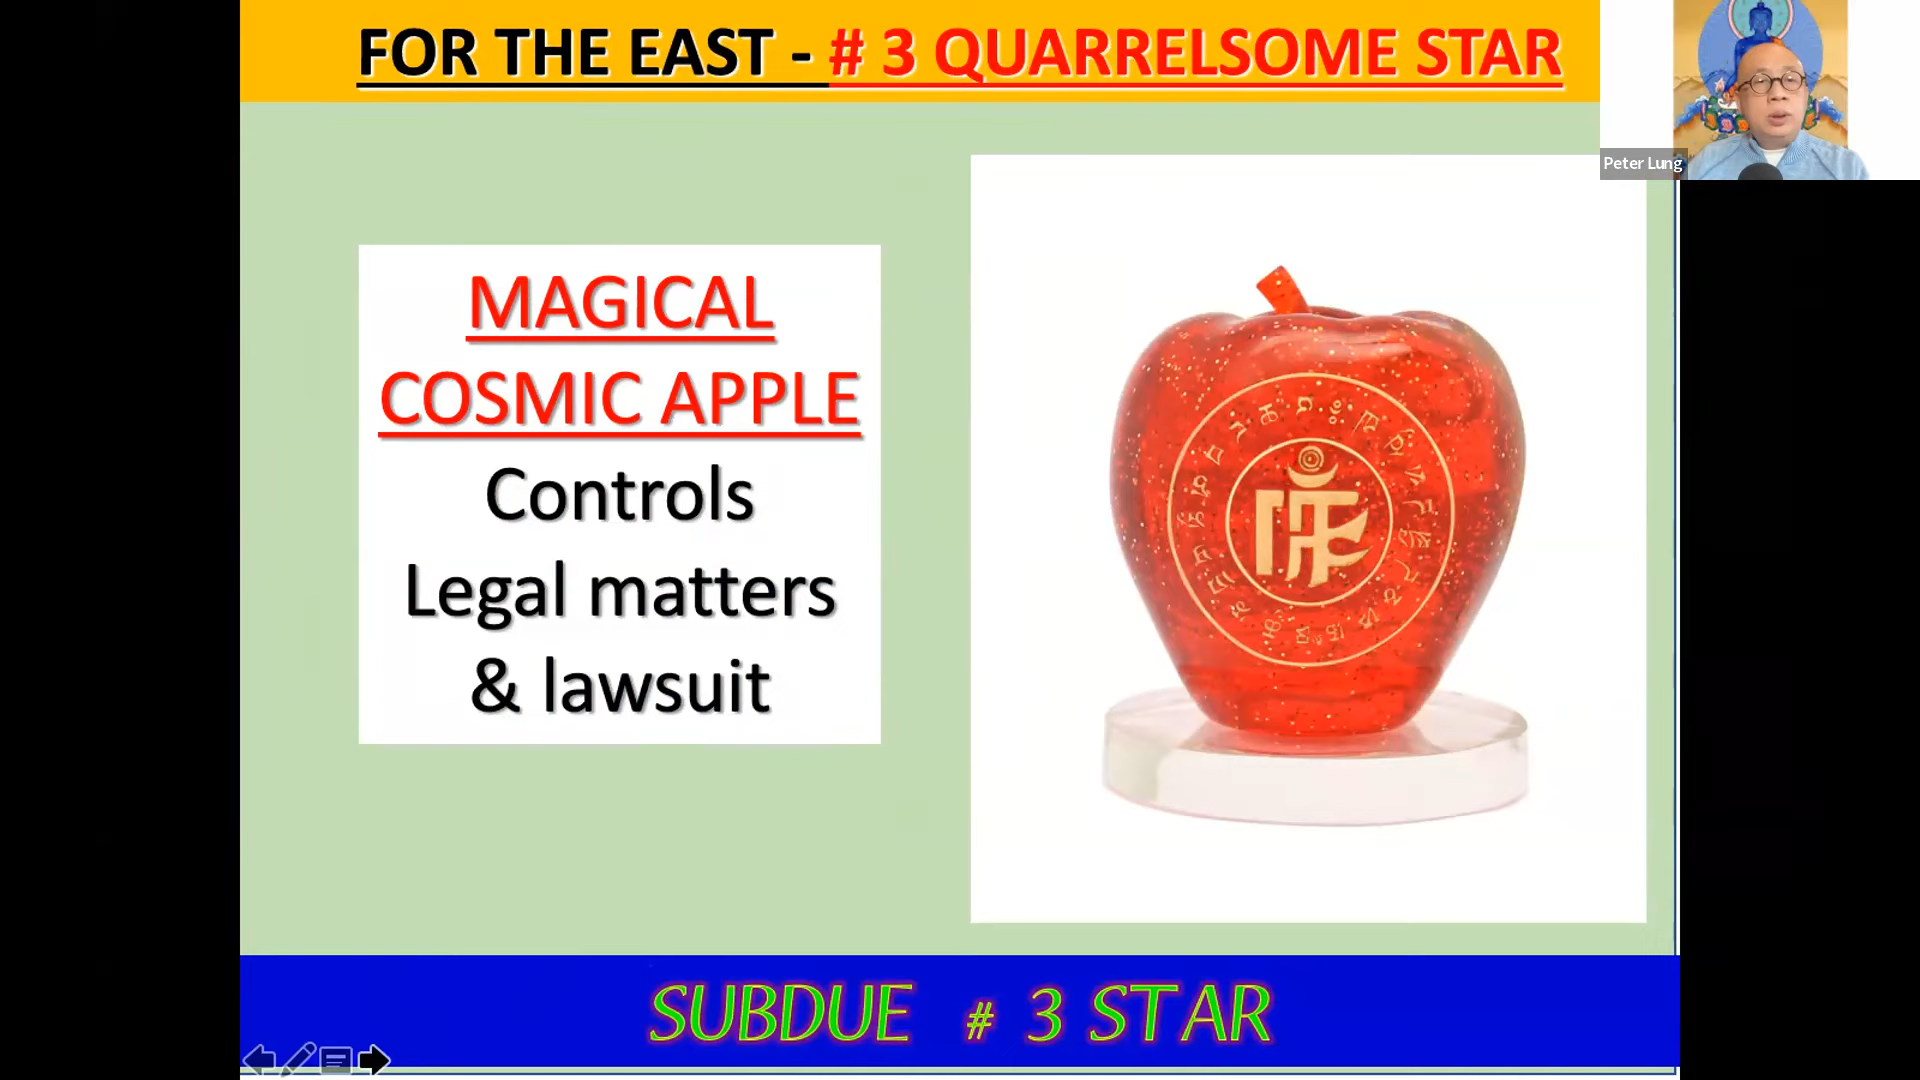 FOR THE EAST - # 3 QUARRELSOME STAR
Peter Lung
MAGICAL
COSMIC APPLE
Controls
Legal matters
& lawsuit
SUBDUE # 3 STAR